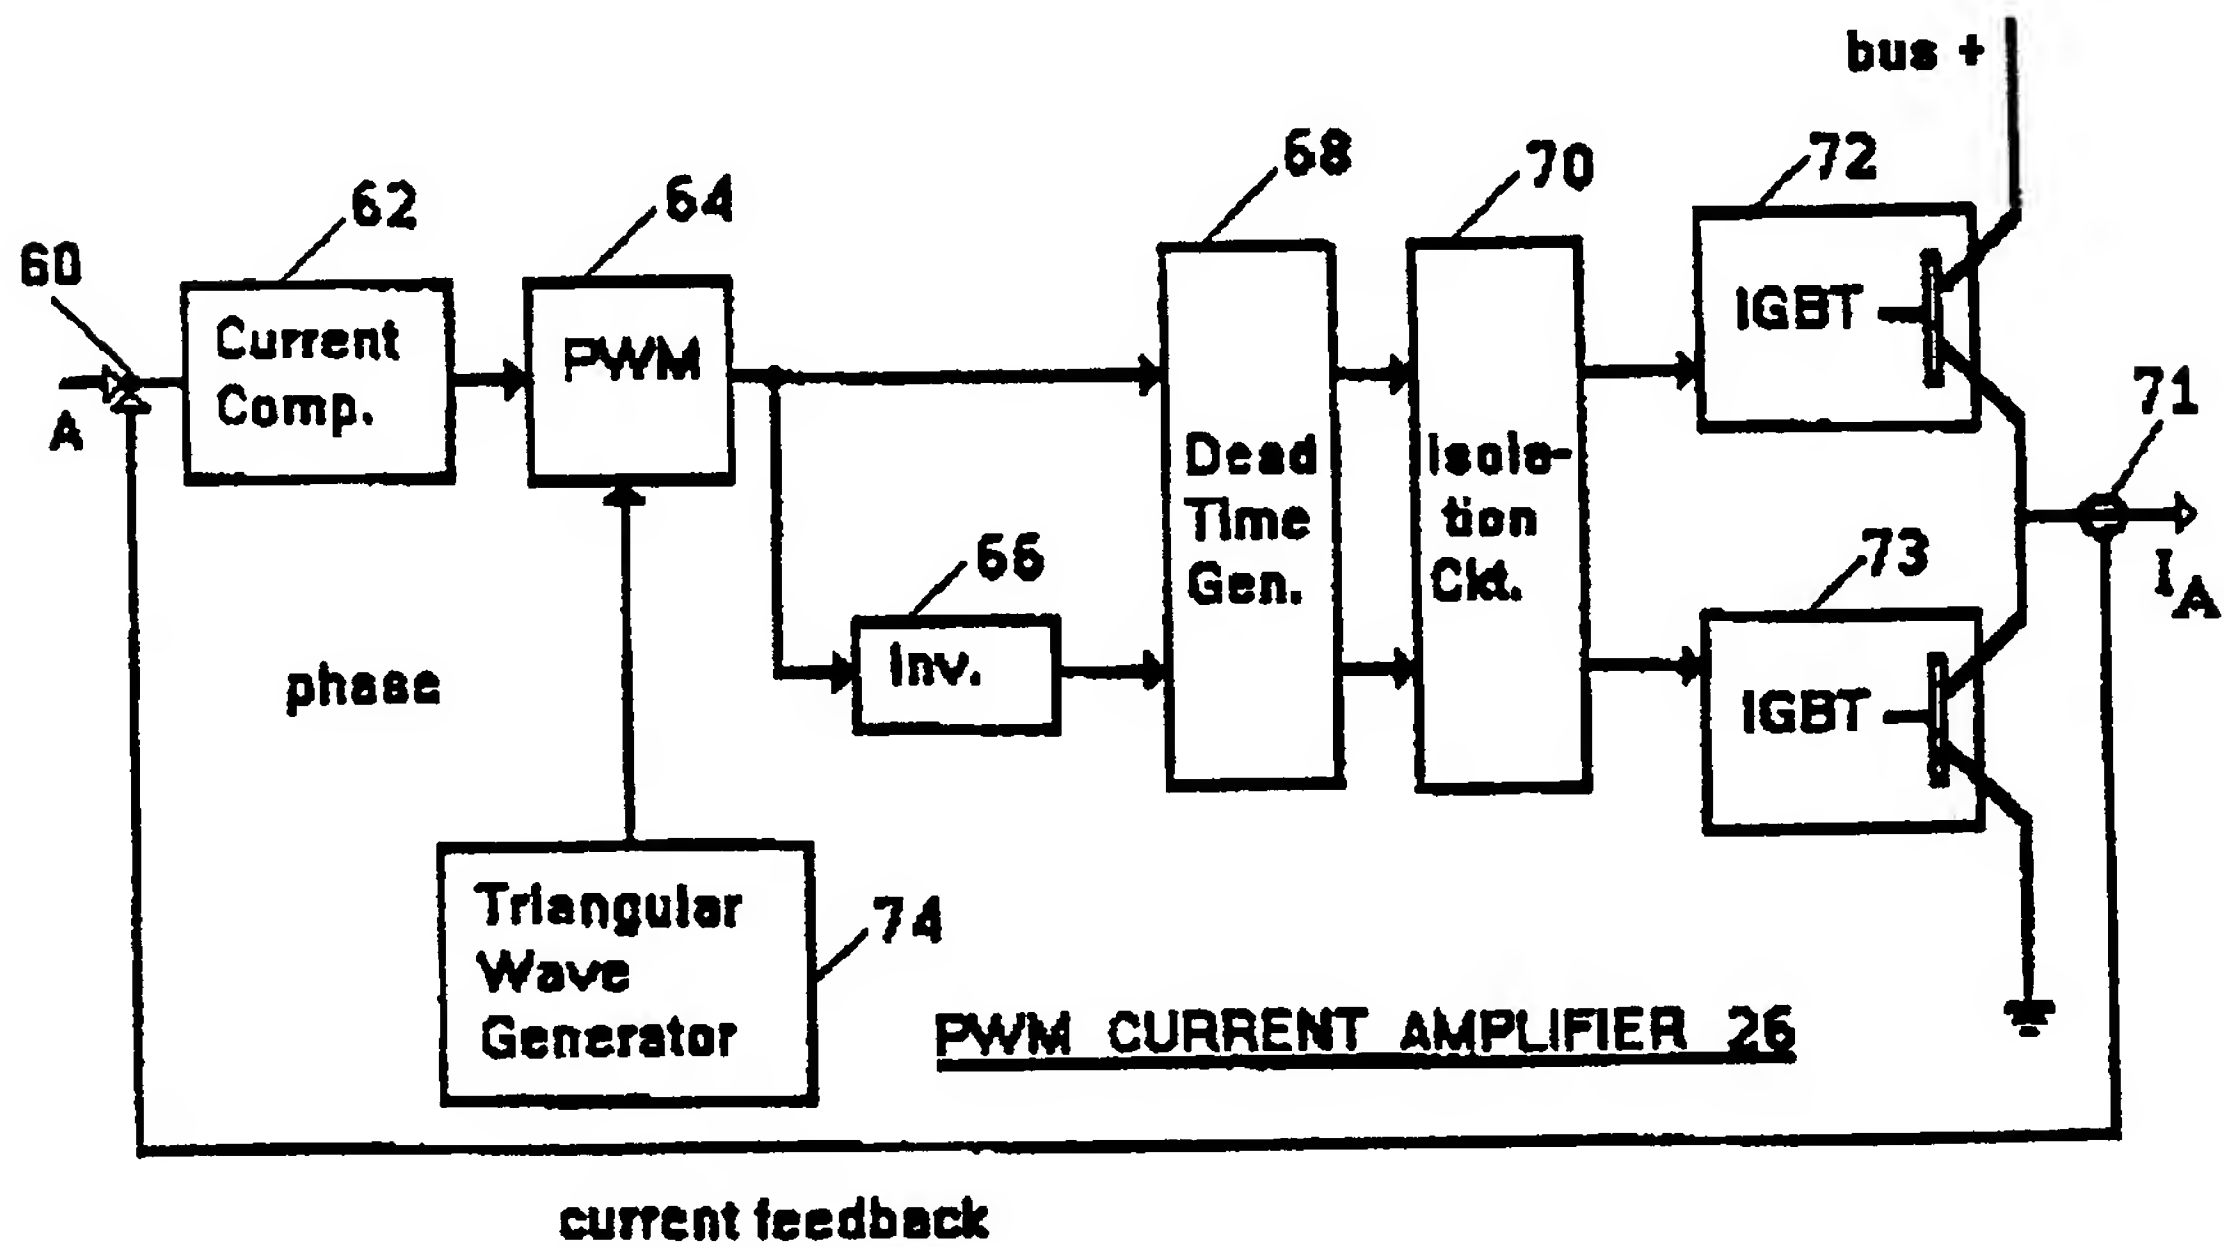 bus +
68
70
72
62
64
60
Current
Comp.
PWM
IGBT
A
71
Dead
Time
Gen.
Isola-
tion
Ckt.
66
Inv.
73
I A
IGBT
phase
Triangular
Wave
Generator
74
PWM CURRENT AMPLIFIER 26
current feedback